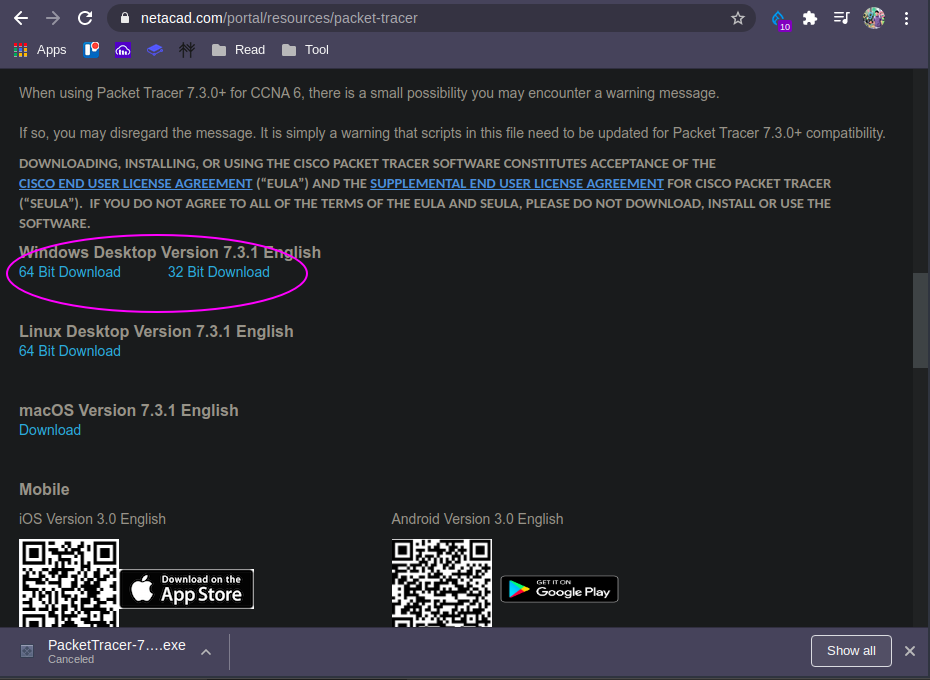 netacad.com/portal/resources/packet-tracer
10
Apps
Read
Tool
When using Packet Tracer 7.3.0+ for CCNA 6, there is a small possibility you may encounter a warning message.
If so, you may disregard the message. It is simply a warning that scripts in this file need to be updated for Packet Tracer 7.3.0+ compatibility.
DOWNLOADING, INSTALLING, OR USING THE CISCO PACKET TRACER SOFTWARE CONSTITUTES ACCEPTANCE OF THE
CISCO END USER LICENSE AGREEMENT (“EULA”) AND THE SUPPLEMENTAL END USER LICENSE AGREEMENT FOR CISCO PACKET TRACER
(“SEULA”). IF YOU DO NOT AGREE TO ALL OF THE TERMS OF THE EULA AND SEULA, PLEASE DO NOT DOWNLOAD, INSTALL OR USE THE
SOFTWARE.
Windows Desktop Version 7.3.1 English
64 Bit Download 32 Bit Download
Linux Desktop Version 7.3.1 English
64 Bit Download
macOS Version 7.3.1 English
Download
Mobile
iOS Version 3.0 English
Android Version 3.0 English
Download on the
App Store
GET IT ON
Google Play
PacketTracer-7....exe
Canceled
Show all